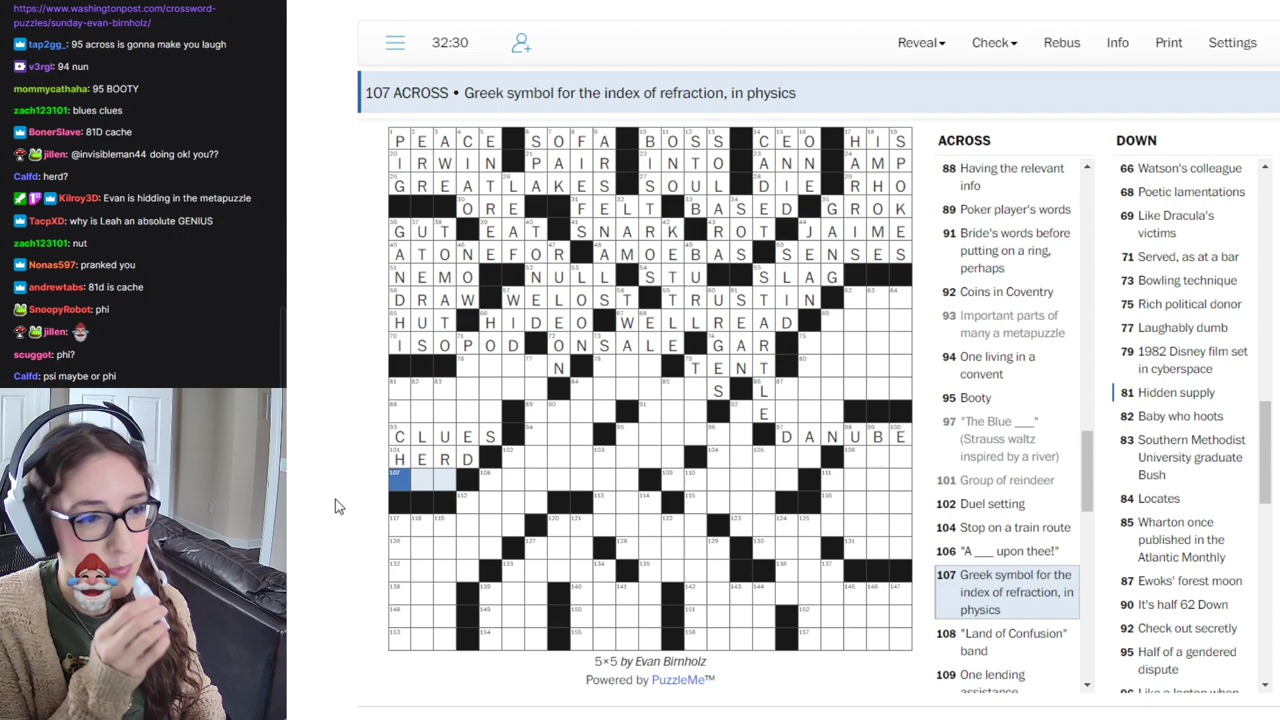 https://www.washingtonpost.com/crossword-
puzzles/sunday-evan-birnholz/
tap2gg_: 95 across is gonna make you laugh
v3rgl: 94 nun
mommycathaha: 95 BOOTY
zach123101: blues clues
BonerSlave: 81D cache
jillen: @invisibleman44 doing ok! you??
Calfd: herd?
Kilroy3D: Evan is hidding in the metapuzzle
TacpXD: why is Leah an absolute GENIUS
zach123101: nut
Nonas597: pranked you
andrewtabs: 81d is cache
SnoopyRobot: phi
jillen:
scuggot: phi?
Calfd: psi maybe or phi
32:30
Reveal Check Rebus Info Print Settings
107 ACROSS • Greek symbol for the index of refraction, in physics
P E A C E S O F A B O S S C E O H I S
I R W I N P A I R I N T O A N N A M P
G R E A T L A K E S S O U L D I E R H O
O R E F E L T B A S E D G R O K
G U T E A T S N A R K R O T J A I M E
A T O N E F O R A M O E B A S S E N S E S
N E M O N U L L S T U S L A G
D R A W W E L O S T T R U S T I N
H U T H I D E O W E L L R E A D
I S O P O D O N S A L E G A R
N T E N T
S L
E
C L U E S D A N U B E
H E R D
5×5 by Evan Birnholz
Powered by PuzzleMe™
ACROSS
88 Having the relevant
info
89 Poker player's words
91 Bride's words before
putting on a ring,
perhaps
92 Coins in Coventry
93 Important parts of
many a metapuzzle
94 One living in a
convent
95 Booty
97 "The Blue ___"
(Strauss waltz
inspired by a river)
101 Group of reindeer
102 Duel setting
104 Stop on a train route
106 "A ___ upon thee!"
107 Greek symbol for the
index of refraction, in
physics
108 "Land of Confusion"
band
109 One lending
assistance
DOWN
66 Watson's colleague
68 Poetic lamentations
69 Like Dracula's
victims
71 Served, as at a bar
73 Bowling technique
75 Rich political donor
77 Laughably dumb
79 1982 Disney film set
in cyberspace
81 Hidden supply
82 Baby who hoots
83 Southern Methodist
University graduate
Bush
84 Locates
85 Wharton once
published in the
Atlantic Monthly
87 Ewoks' forest moon
90 It's half 62 Down
92 Check out secretly
95 Half of a gendered
dispute